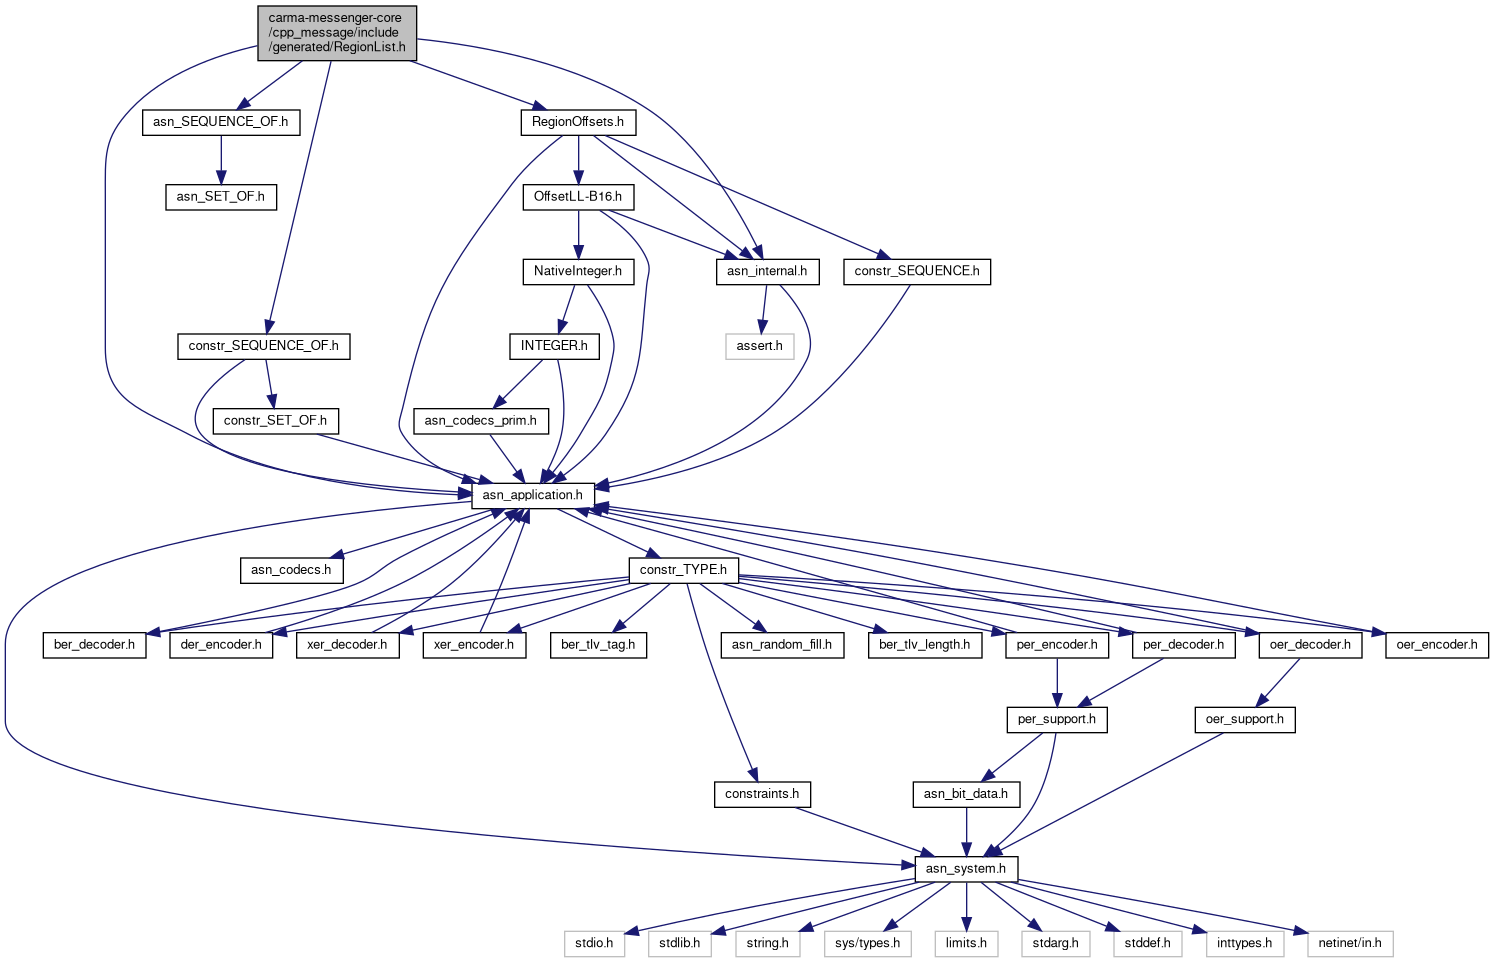 carma-messenger-core
/cpp_message/include
/generated/RegionList.h
asn_SEQUENCE_OF.h
RegionOffsets.h
asn_SET_OF.h
OffsetLL-B16.h
NativeInteger.h
asn_internal.h
constr_SEQUENCE.h
constr_SEQUENCE_OF.h
INTEGER.h
assert.h
constr_SET_OF.h
asn_codecs_prim.h
asn_application.h
asn_codecs.h
constr_TYPE.h
ber_decoder.h
der_encoder.h
xer_decoder.h
xer_encoder.h
ber_tlv_tag.h
asn_random_fill.h
ber_tlv_length.h
per_encoder.h
per_decoder.h
oer_decoder.h
oer_encoder.h
per_support.h
oer_support.h
constraints.h
asn_bit_data.h
asn_system.h
stdio.h
stdlib.h
string.h
sys/types.h
limits.h
stdarg.h
stddef.h
inttypes.h
netinet/in.h